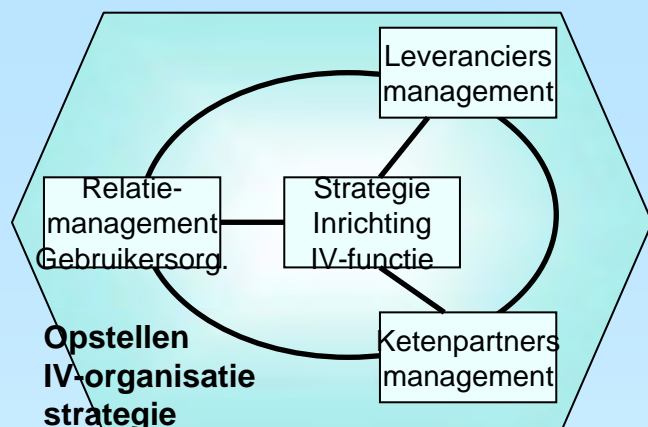 Leveranciers
management
Relatie-
management
Gebruikersorg.
Strategie
Inrichting
IV-functie
Ketenpartners
management
Opstellen
IV-organisatie
strategie